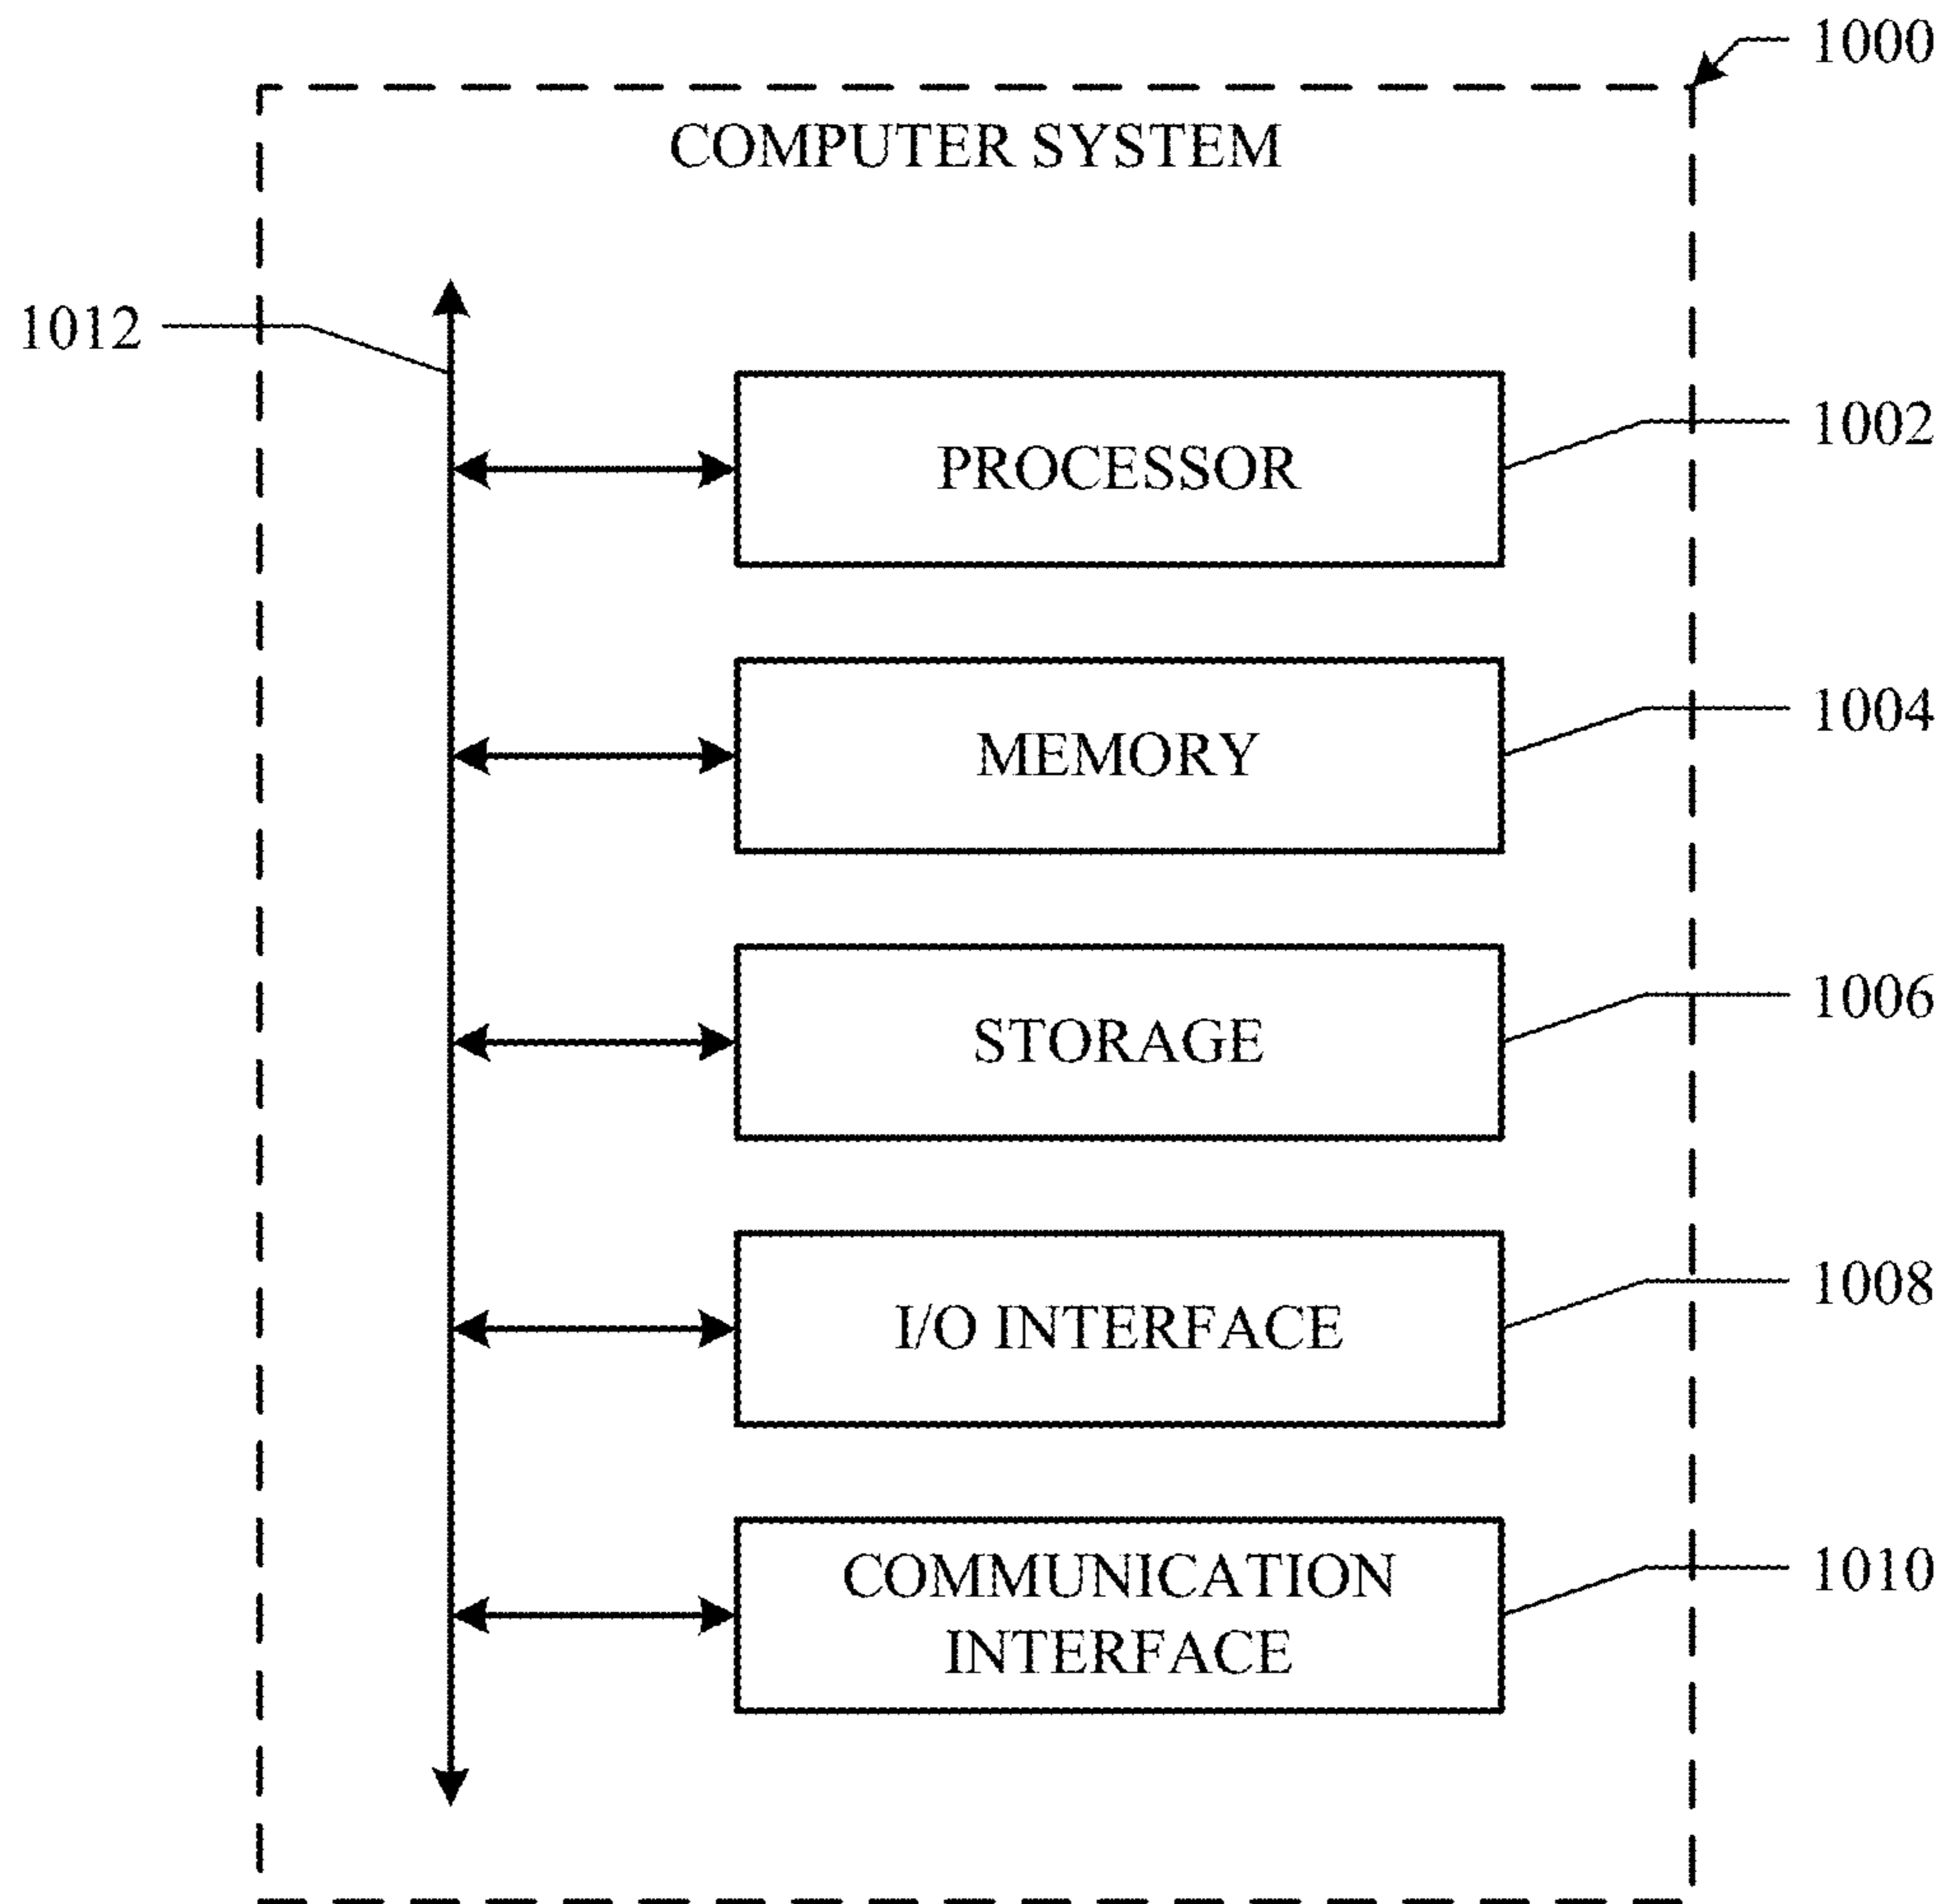 1000
COMPUTER SYSTEM
1012
PROCESSOR
1002
MEMORY
1004
STORAGE
1006
I/O INTERFACE
1008
COMMUNICATION
INTERFACE
1010